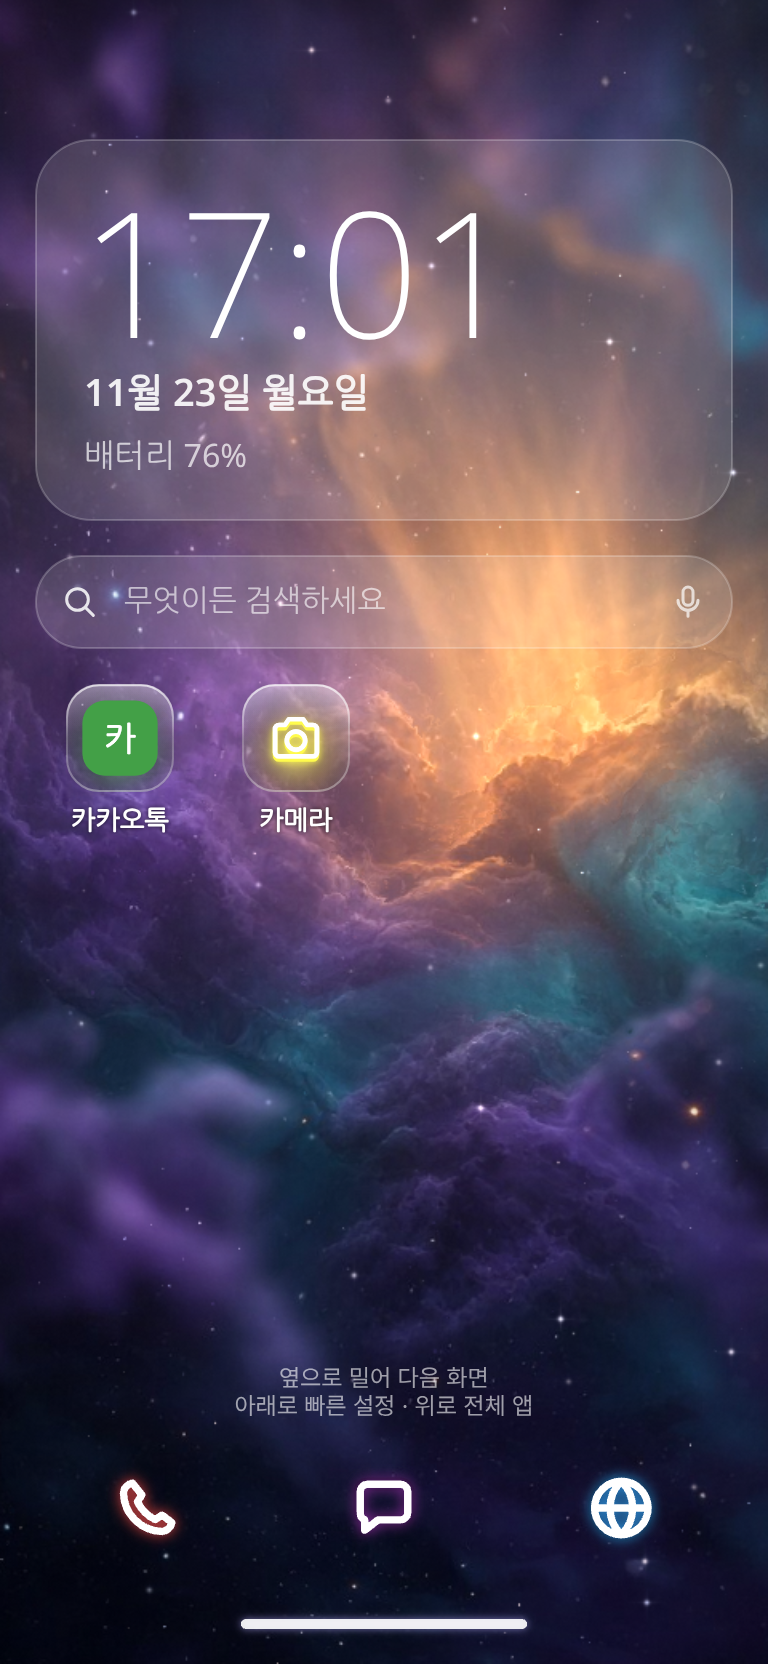 17:01
11월 23일 월요일
배터리 76%
무엇이든 검색하세요
카
카카오톡
카메라
옆으로 밀어 다음 화면
아래로 빠른 설정 · 위로 전체 앱